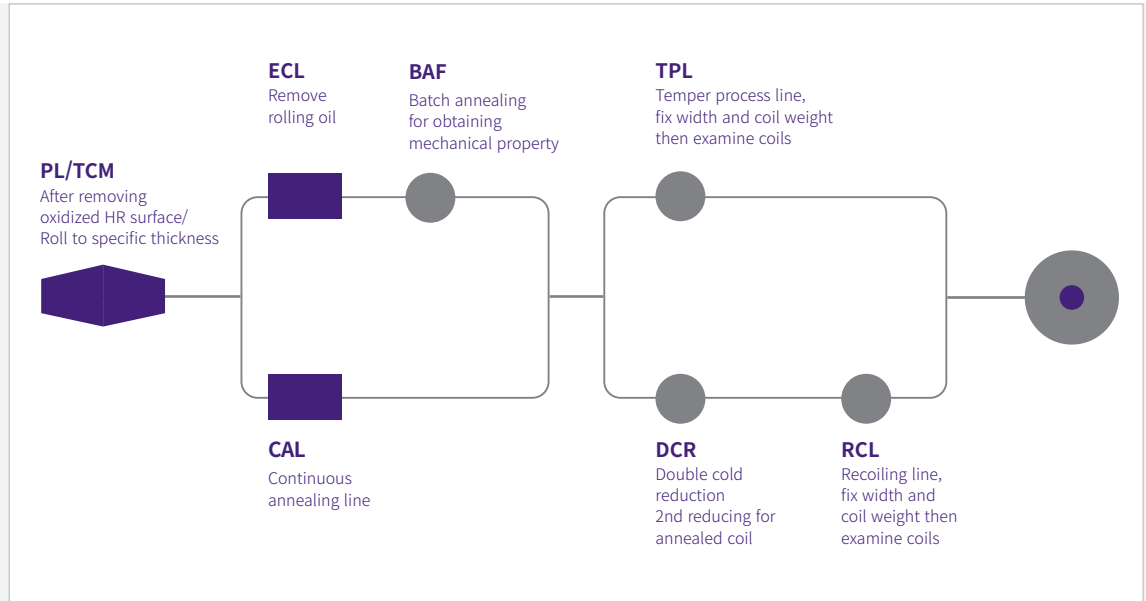 ECL
Remove
rolling oil
BAF
Batch annealing
for obtaining
mechanical property
TPL
Temper process line,
fix width and coil weight
then examine coils
PL/TCM
After removing
oxidized HR surface/
Roll to specific thickness
CAL
Continuous
annealing line
DCR
Double cold
reduction
2nd reducing for
annealed coil
RCL
Recoiling line,
fix width and
coil weight then
examine coils